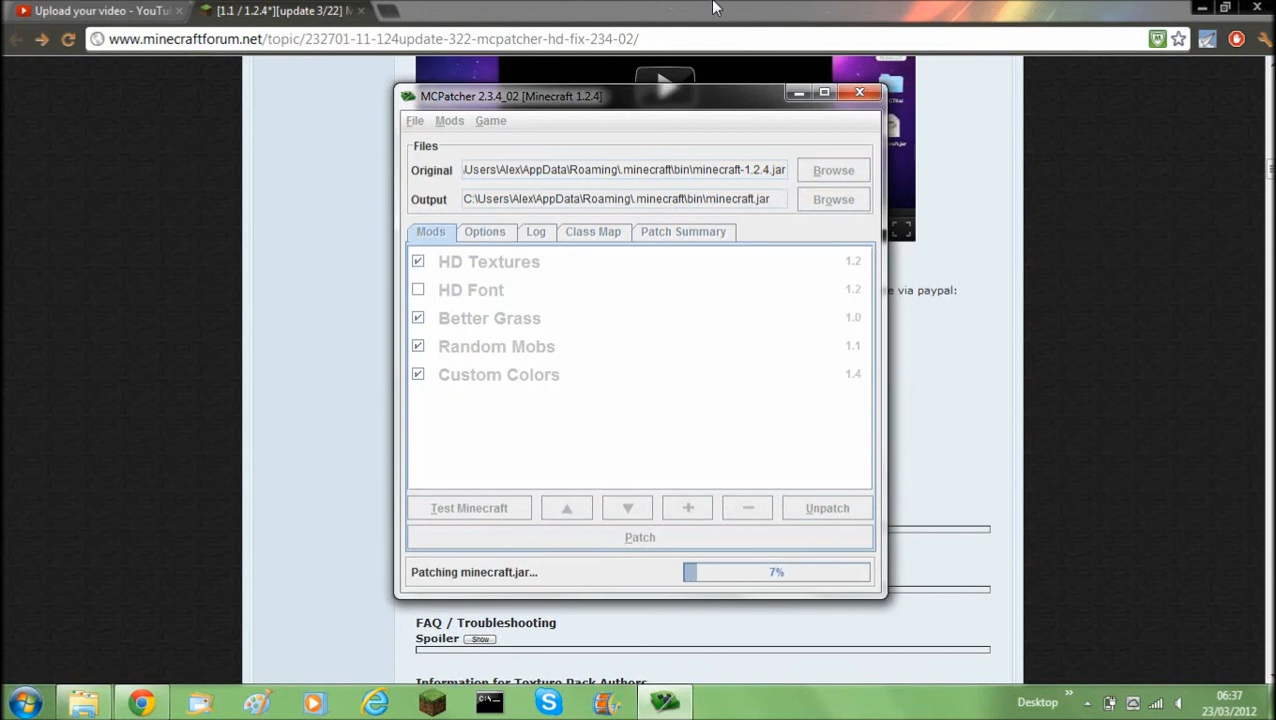 Upload your video - YouTu
[1.1 / 1.2.4*][update 3/22] M
www.minecraftforum.net/topic/232701-11-124update-322-mcpatcher-hd-fix-234-02/
MCPatcher 2.3.4_02 [Minecraft 1.2.4]
File Mods Game
Files
Original \Users\Alex\AppData\Roaming\.minecraft\bin\minecraft-1.2.4.jar Browse
Output C:\Users\Alex\AppData\Roaming\.minecraft\bin\minecraft.jar Browse
Mods Options Log Class Map Patch Summary
HD Textures 1.2
HD Font 1.2
e via paypal:
Better Grass 1.0
Random Mobs 1.1
Custom Colors 1.4
Test Minecraft ▲ ▼ + − Unpatch
Patch
Patching minecraft.jar... 7%
FAQ / Troubleshooting
Spoiler Show
Information for Texture Pack Authors
Desktop
06:37
23/03/2012